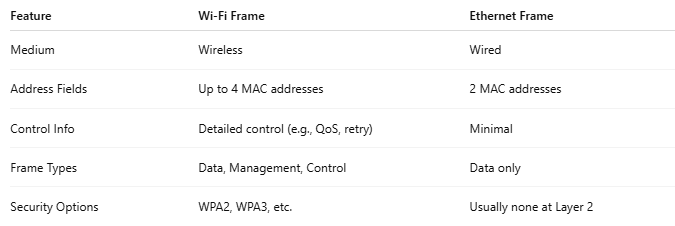 Feature Wi-Fi Frame Ethernet Frame
Medium Wireless Wired
Address Fields Up to 4 MAC addresses 2 MAC addresses
Control Info Detailed control (e.g., QoS, retry) Minimal
Frame Types Data, Management, Control Data only
Security Options WPA2, WPA3, etc. Usually none at Layer 2